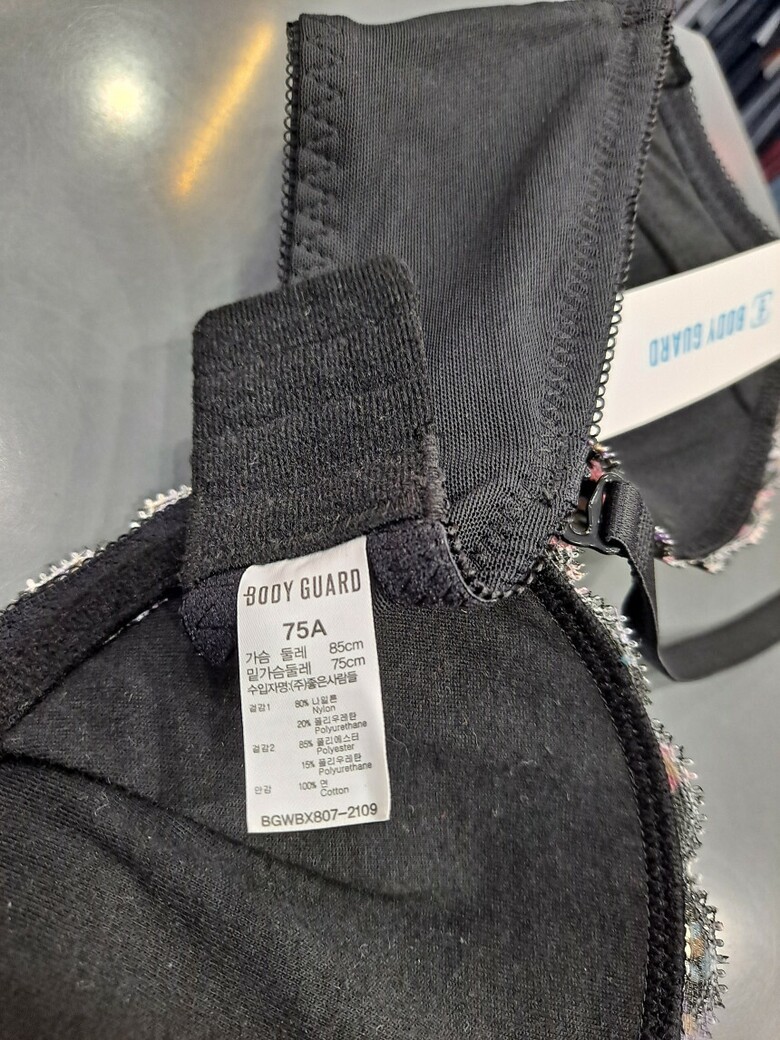 BODY GUARD
BODY GUARD
75A
가슴 둘레 85cm
밑가슴둘레 75cm
수입자명:(주)좋은사람들
겉감1 80% 나일론
Nylon
20% 폴리우레탄
Polyurethane
겉감2 85% 폴리에스터
Polyester
15% 폴리우레탄
Polyurethane
안감 100% 면
Cotton
BGWBX807-2109